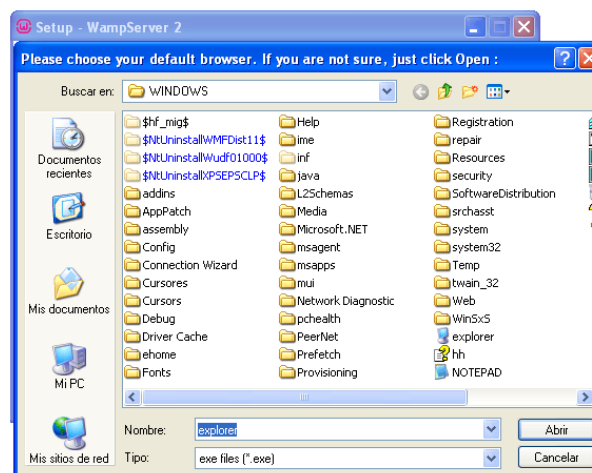 Setup - WampServer 2
Please choose your default browser. If you are not sure, just click Open :
Buscar en:
WINDOWS
Documentos
recientes
Escritorio
Mis documentos
Mi PC
Mis sitios de red
$hf_mig$
$NtUninstallWMFDist11$
$NtUninstallWudf01000$
$NtUninstallXPSEPSCLP$
addins
AppPatch
assembly
Config
Connection Wizard
Cursores
Cursors
Debug
Driver Cache
ehome
Fonts
Help
ime
inf
java
L2Schemas
Media
Microsoft.NET
msagent
msapps
mui
Network Diagnostic
pchealth
PeerNet
Prefetch
Provisioning
Registration
repair
Resources
security
SoftwareDistribution
srchasst
system
system32
Temp
twain_32
Web
WinSxS
explorer
hh
NOTEPAD
Nombre:
explorer
Abrir
Tipo:
exe files (*.exe)
Cancelar